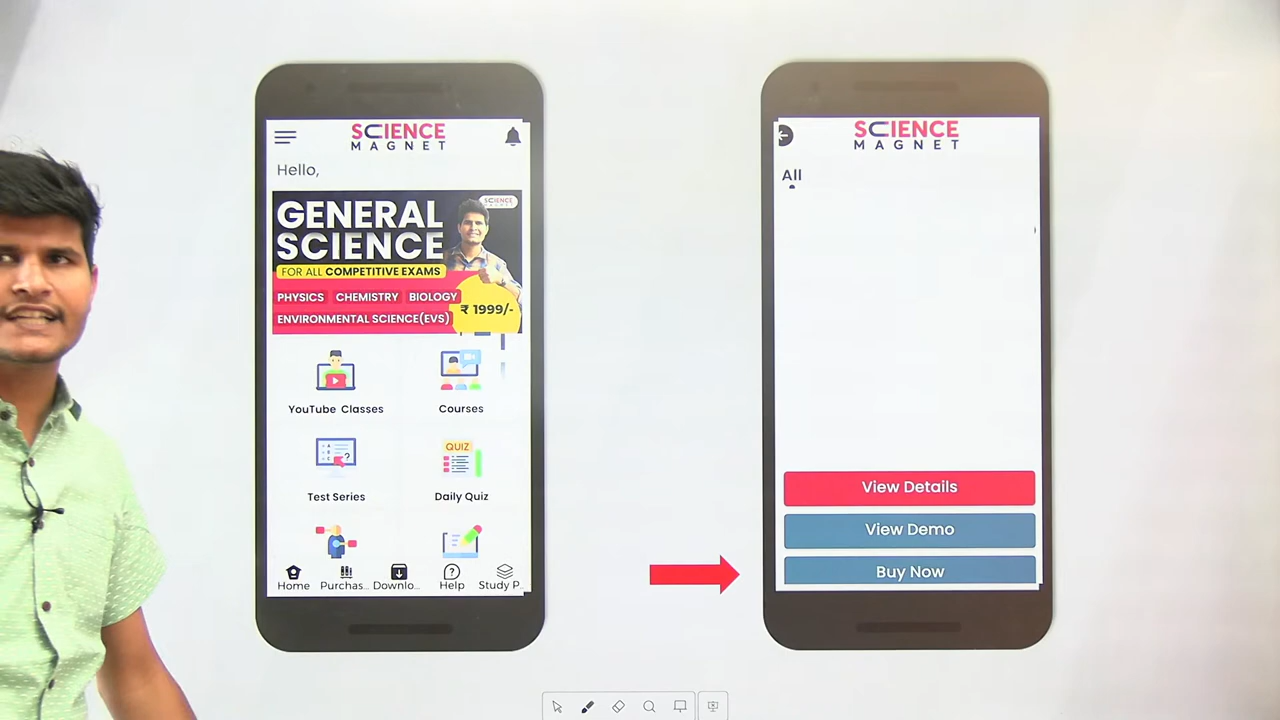 SCIENCE
MAGNET
Hello,
SCIENCE
MAGNET
GENERAL
SCIENCE
FOR ALL COMPETITIVE EXAMS
PHYSICS CHEMISTRY BIOLOGY
ENVIRONMENTAL SCIENCE(EVS)
₹ 1999/-
YouTube Classes
Courses
QUIZ
Test Series
Daily Quiz
Home Purchas... Downlo... Help Study P..
SCIENCE
MAGNET
All
View Details
View Demo
Buy Now